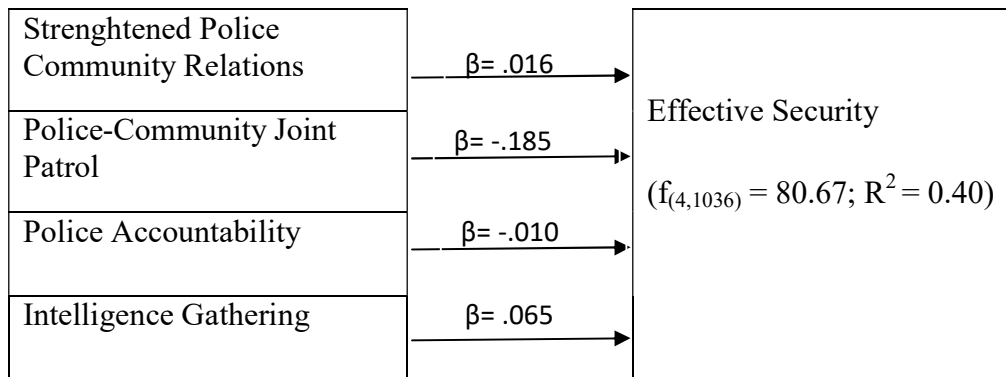 Strenghtened Police
Community Relations
β= .016
Police-Community Joint
Patrol
β= -.185
Police Accountability
β= -.010
Intelligence Gathering
β= .065
Effective Security
(f(4,1036) = 80.67; R² = 0.40)